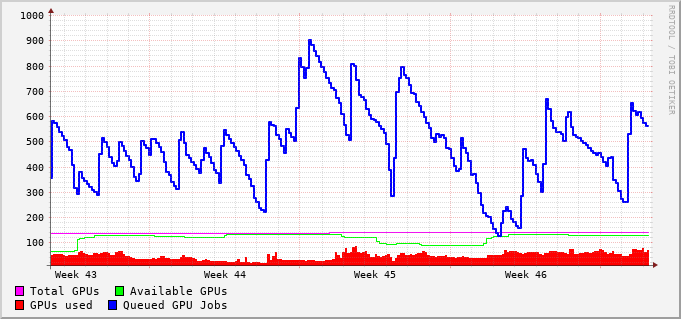 1000
900
800
700
600
500
400
300
200
100
Week 43 Week 44 Week 45 Week 46
Total GPUs Available GPUs
GPUs used Queued GPU Jobs
RRDTOOL / TOBI OETIKER